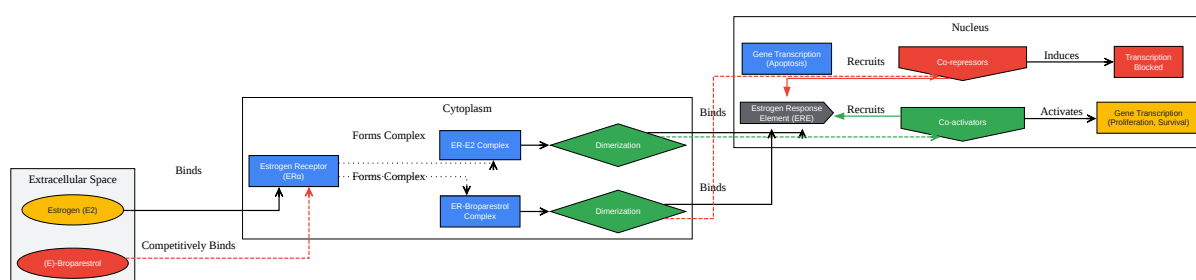 Nucleus
Gene Transcription
(Apoptosis)
Recruits
Co-repressors
Induces
Transcription
Blocked
Cytoplasm
Binds
Estrogen Response
Element (ERE)
Recruits
Co-activators
Activates
Gene Transcription
(Proliferation, Survival)
Forms Complex
ER-E2 Complex
Dimerization
Binds
Estrogen Receptor
(ERα)
Forms Complex
Extracellular Space
Binds
Estrogen (E2)
ER-Broparestrol
Complex
Dimerization
Competitively Binds
(E)-Broparestrol